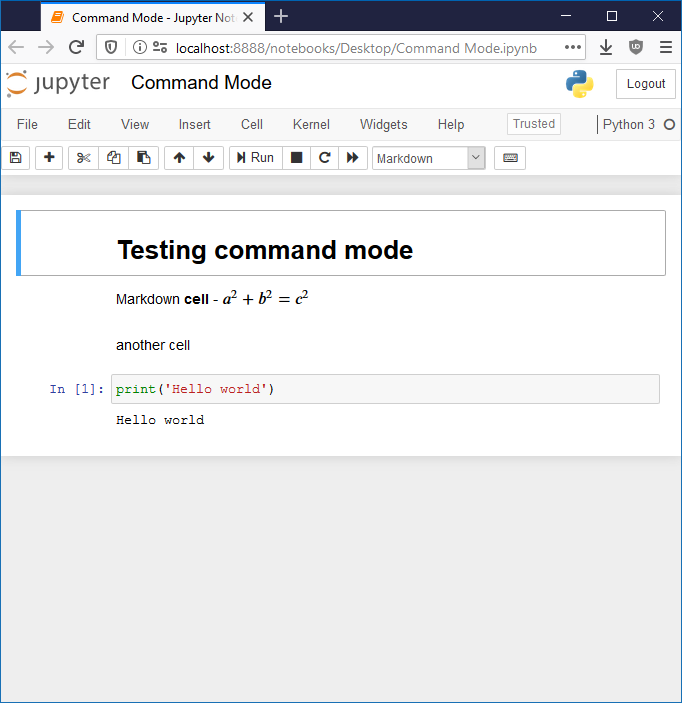 Command Mode - Jupyter Not
localhost:8888/notebooks/Desktop/Command Mode.ipynb
jupyter Command Mode Logout
File Edit View Insert Cell Kernel Widgets Help Trusted Python 3
Run Markdown
Testing command mode
Markdown cell - a² + b² = c²
another cell
In [1]: print('Hello world')
Hello world